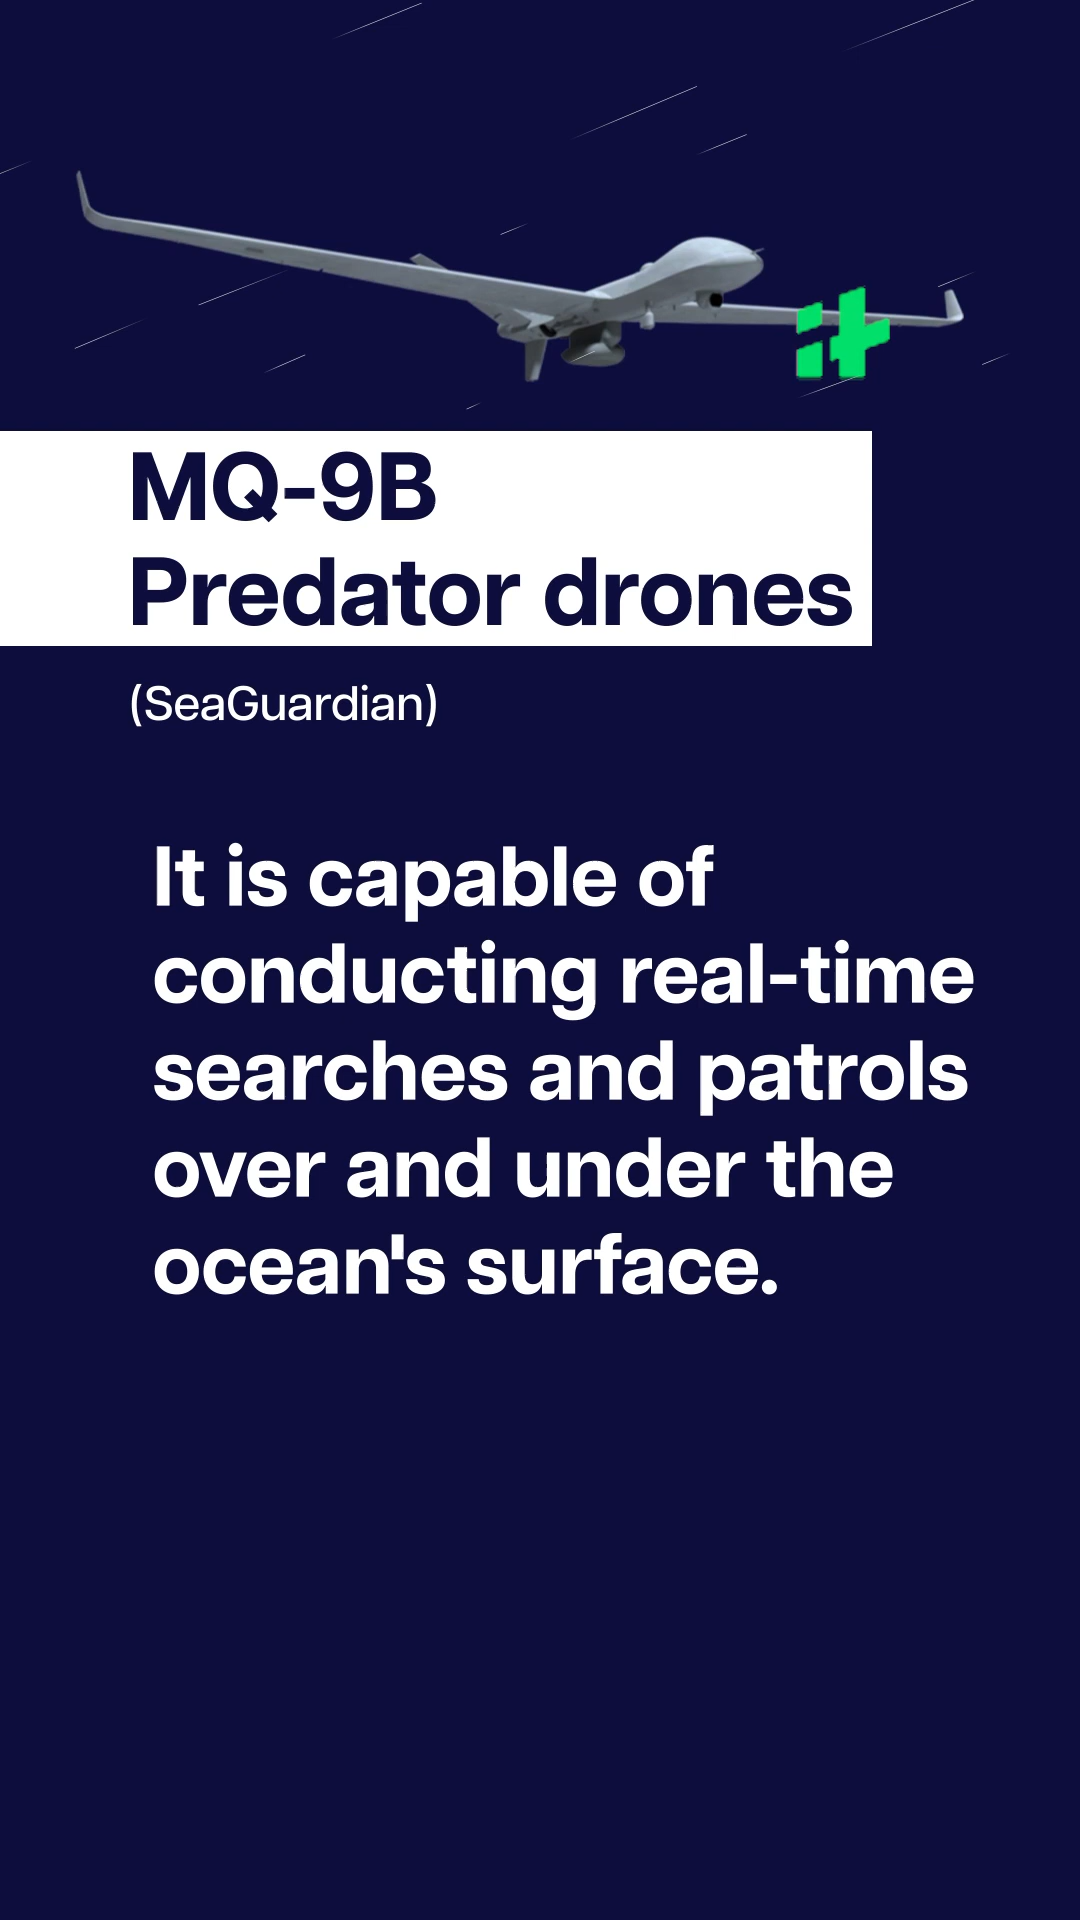 MQ-9B
Predator drones
(SeaGuardian)
It is capable of
conducting real-time
searches and patrols
over and under the
ocean's surface.